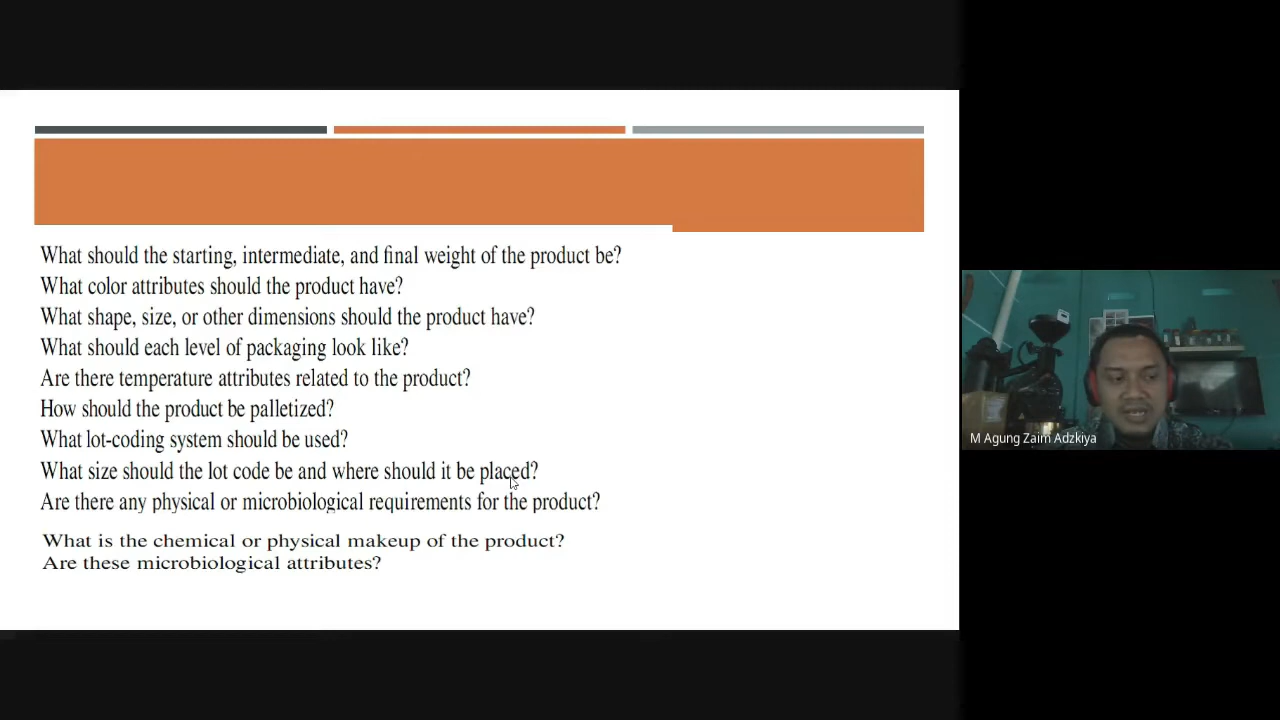 What should the starting, intermediate, and final weight of the product be?
What color attributes should the product have?
What shape, size, or other dimensions should the product have?
What should each level of packaging look like?
Are there temperature attributes related to the product?
How should the product be palletized?
What lot-coding system should be used?
What size should the lot code be and where should it be placed?
Are there any physical or microbiological requirements for the product?
What is the chemical or physical makeup of the product?
Are these microbiological attributes?
M Agung Zaim Adzkiya